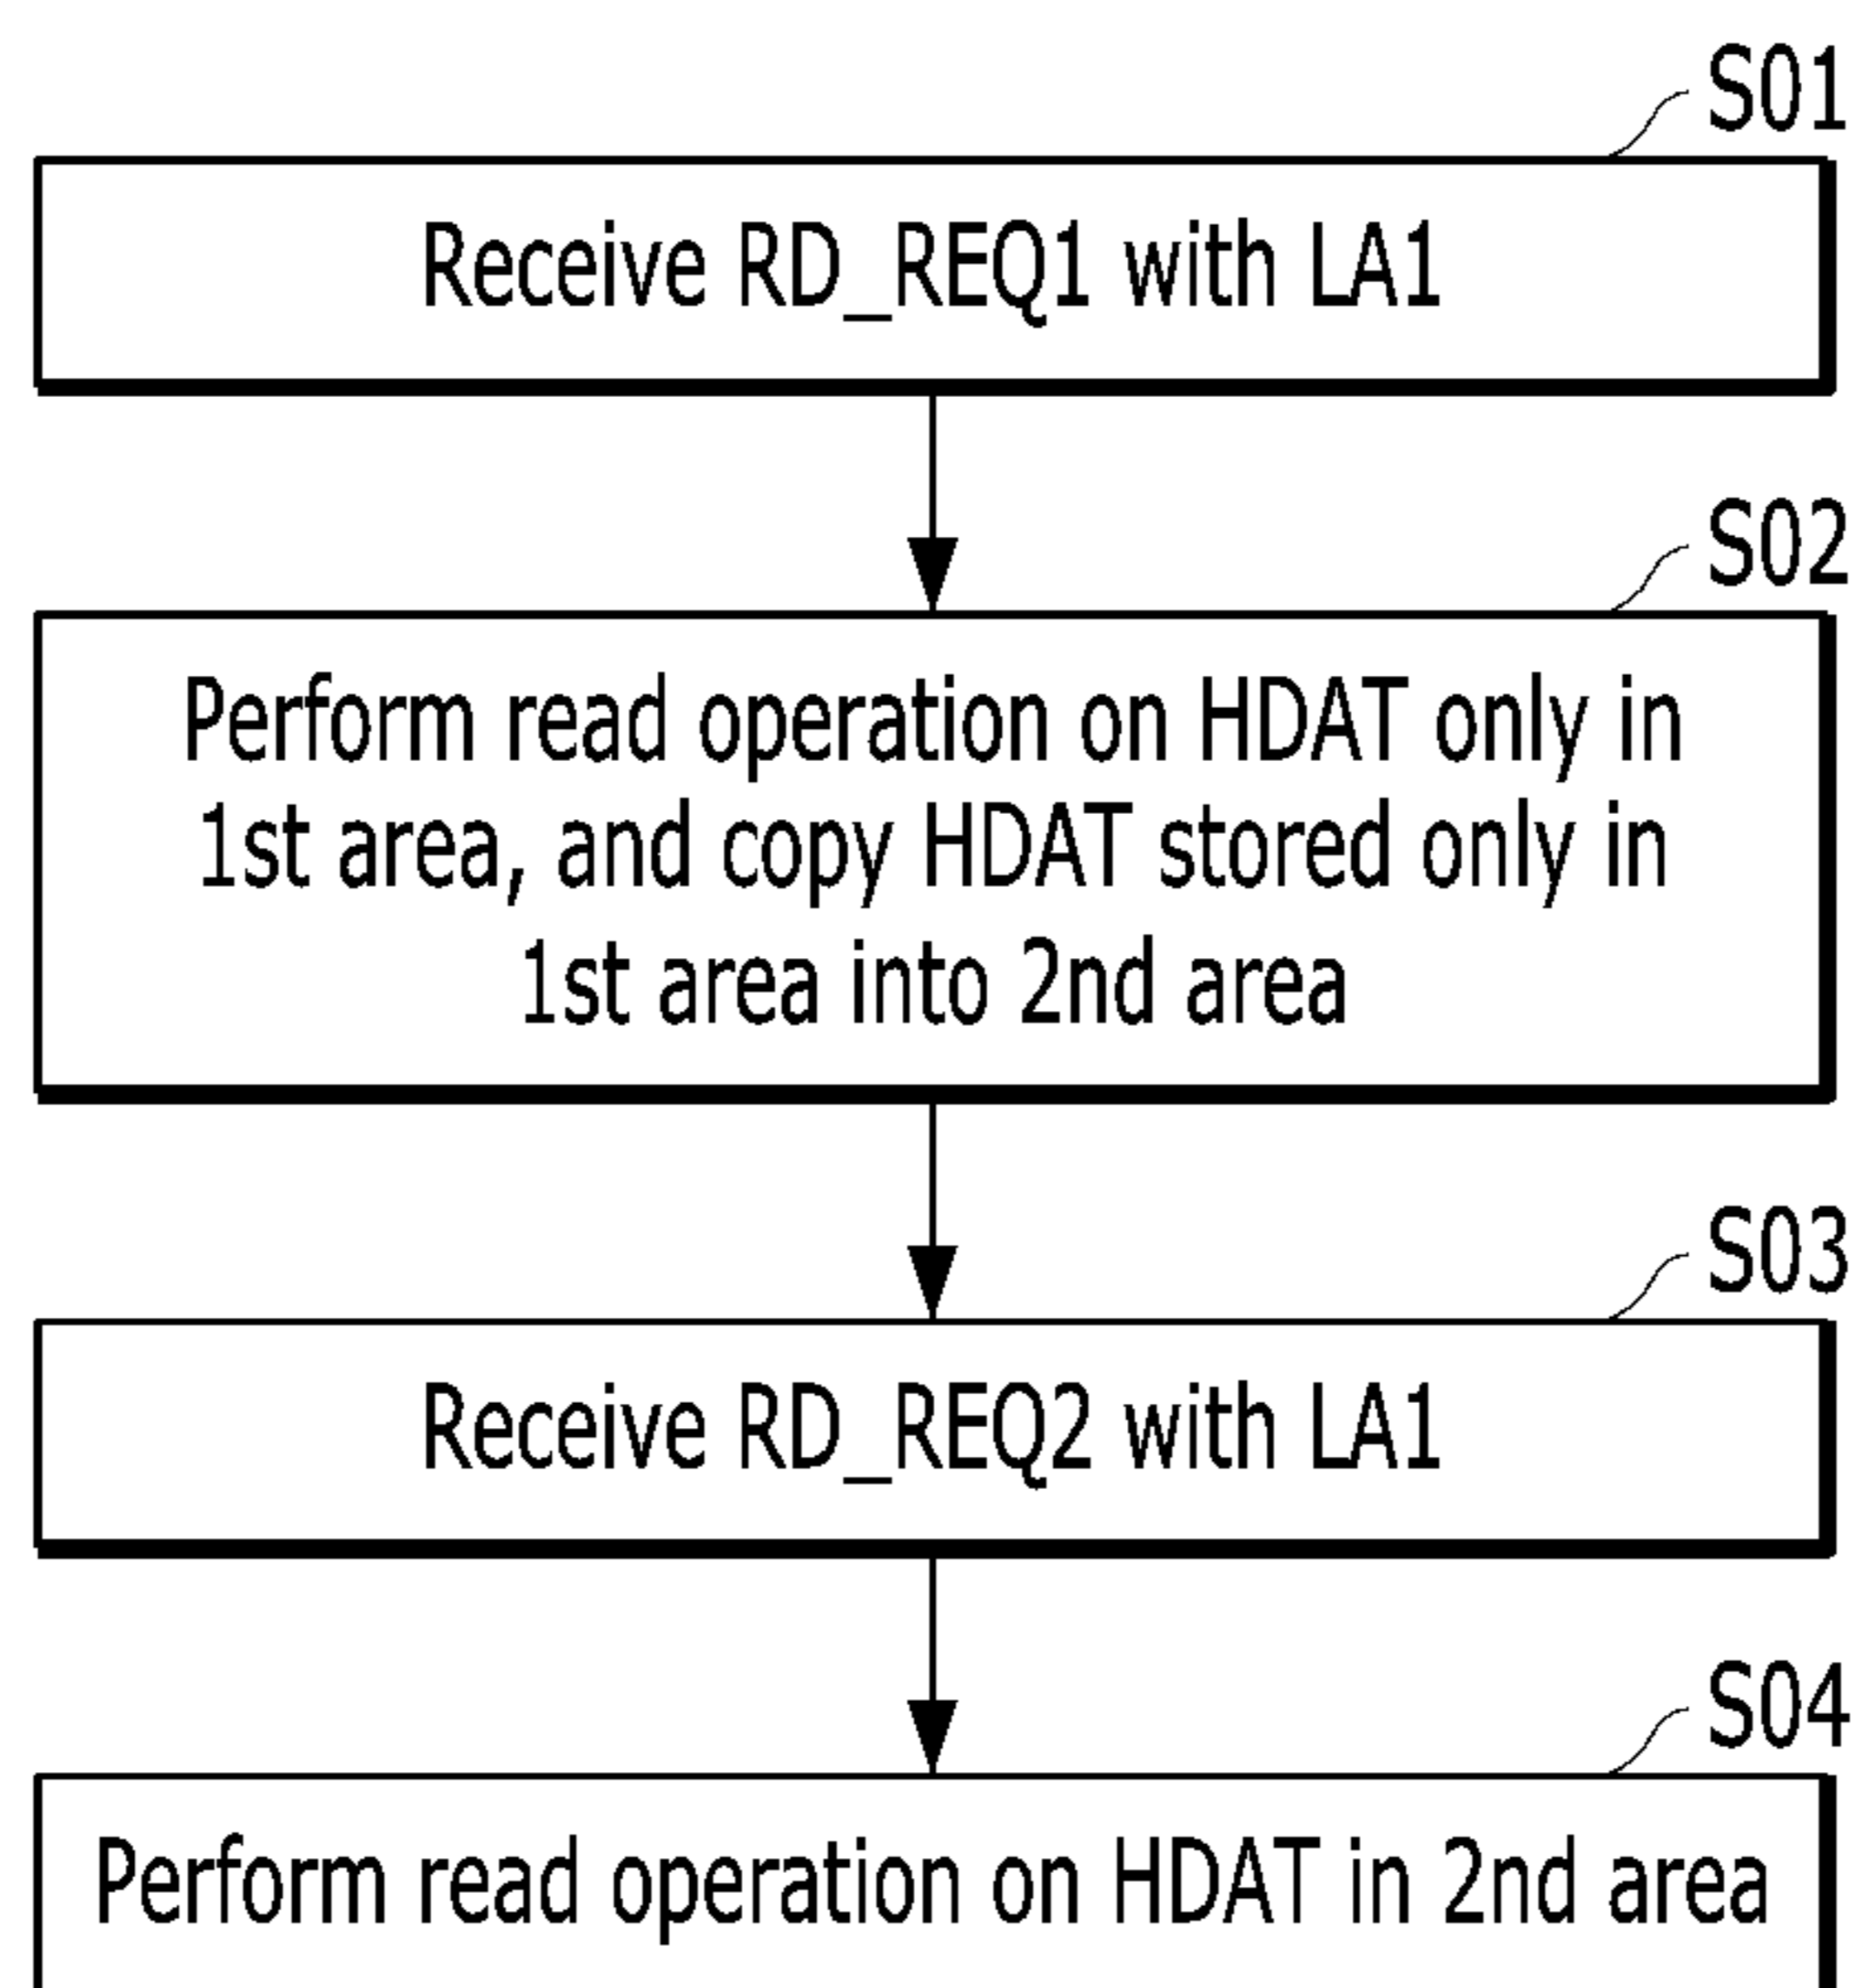 S01
Receive RD_REQ1 with LA1
S02
Perform read operation on HDAT only in
1st area, and copy HDAT stored only in
1st area into 2nd area
S03
Receive RD_REQ2 with LA1
S04
Perform read operation on HDAT in 2nd area